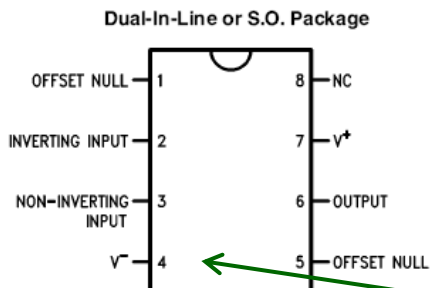 Dual-In-Line or S.O. Package
OFFSET NULL 1 8 NC
INVERTING INPUT 2 7 V+
NON-INVERTING 3 6 OUTPUT
INPUT
V- 4 5 OFFSET NULL